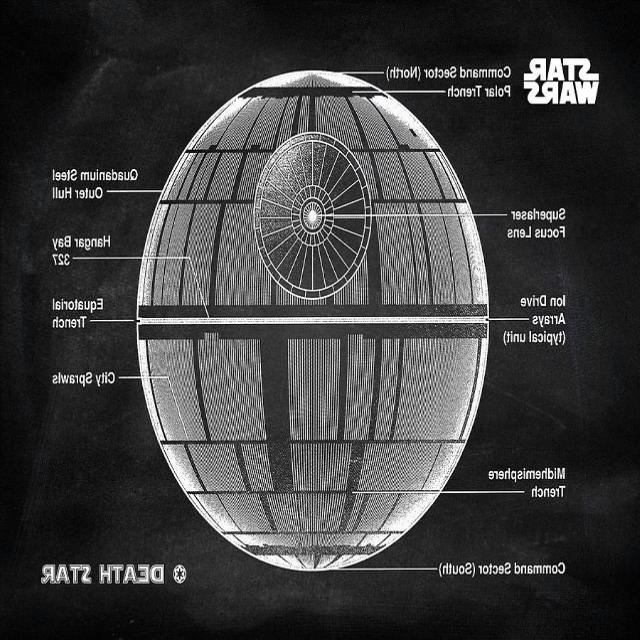 STAR
WARS
Command Sector (North)
Polar Trench
Quadanium Steel
Outer Hull
Superlaser
Focus Lens
Hangar Bay
327
Ion Drive
Arrays
(typical unit)
Equatorial
Trench
City Sprawls
Midhemisphere
Trench
Command Sector (South)
DEATH STAR